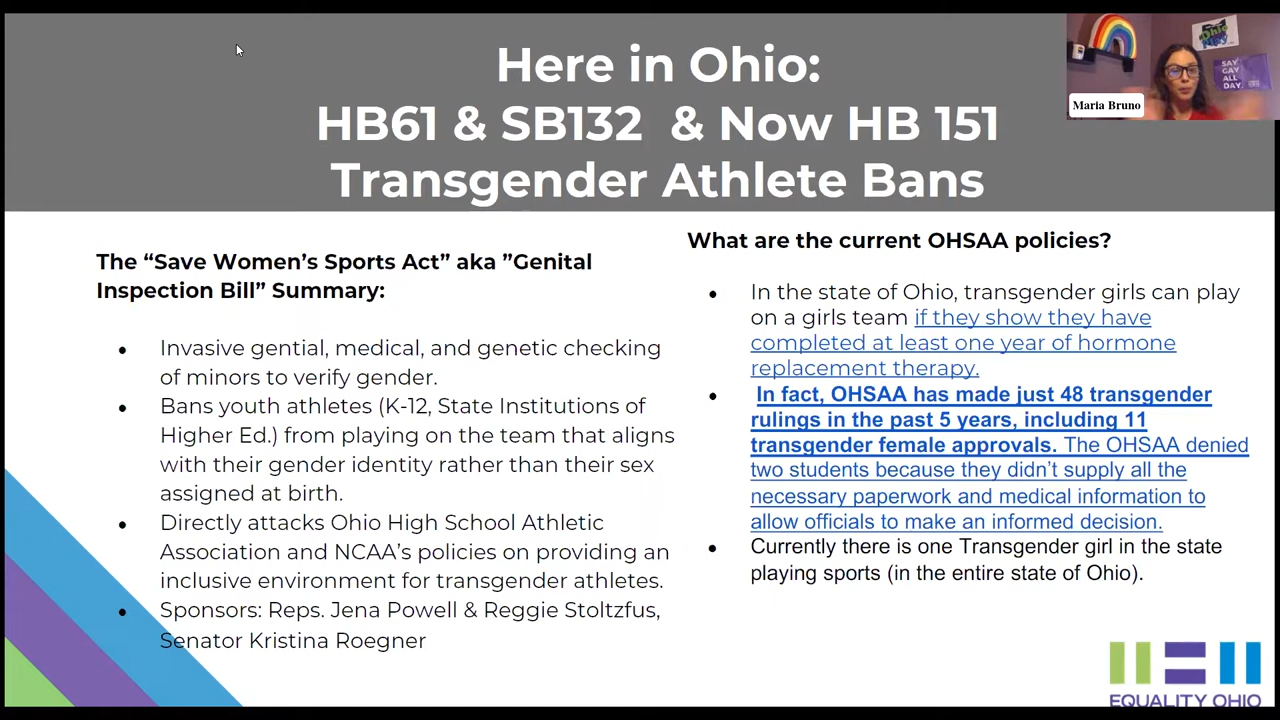 Here in Ohio:
HB61 & SB132 & Now HB 151
Transgender Athlete Bans
Maria Bruno
SAY
GAY
ALL
DAY.
The “Save Women’s Sports Act” aka ”Genital
Inspection Bill” Summary:
Invasive gential, medical, and genetic checking
of minors to verify gender.
Bans youth athletes (K-12, State Institutions of
Higher Ed.) from playing on the team that aligns
with their gender identity rather than their sex
assigned at birth.
Directly attacks Ohio High School Athletic
Association and NCAA’s policies on providing an
inclusive environment for transgender athletes.
Sponsors: Reps. Jena Powell & Reggie Stoltzfus,
Senator Kristina Roegner
What are the current OHSAA policies?
In the state of Ohio, transgender girls can play
on a girls team if they show they have
completed at least one year of hormone
replacement therapy.
In fact, OHSAA has made just 48 transgender
rulings in the past 5 years, including 11
transgender female approvals. The OHSAA denied
two students because they didn’t supply all the
necessary paperwork and medical information to
allow officials to make an informed decision.
Currently there is one Transgender girl in the state
playing sports (in the entire state of Ohio).
EQUALITY OHIO